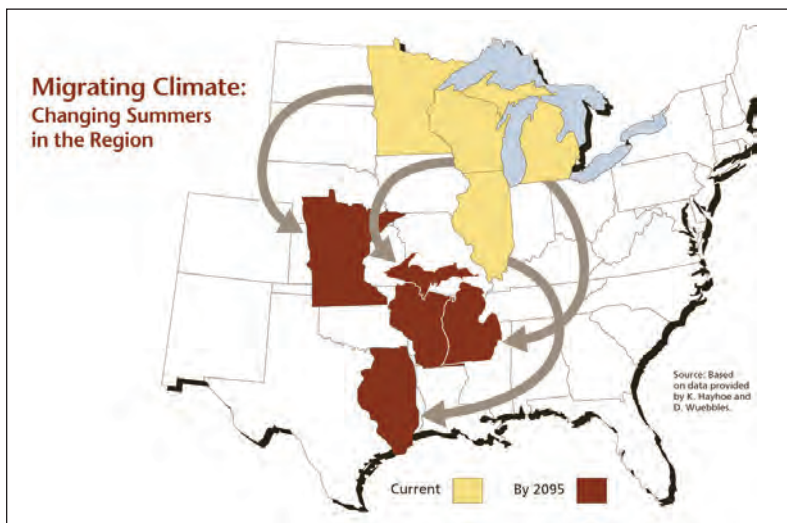 Migrating Climate:
Changing Summers
in the Region
Source: Based
on data provided
by K. Hayhoe and
D. Wuebbles.
Current
By 2095